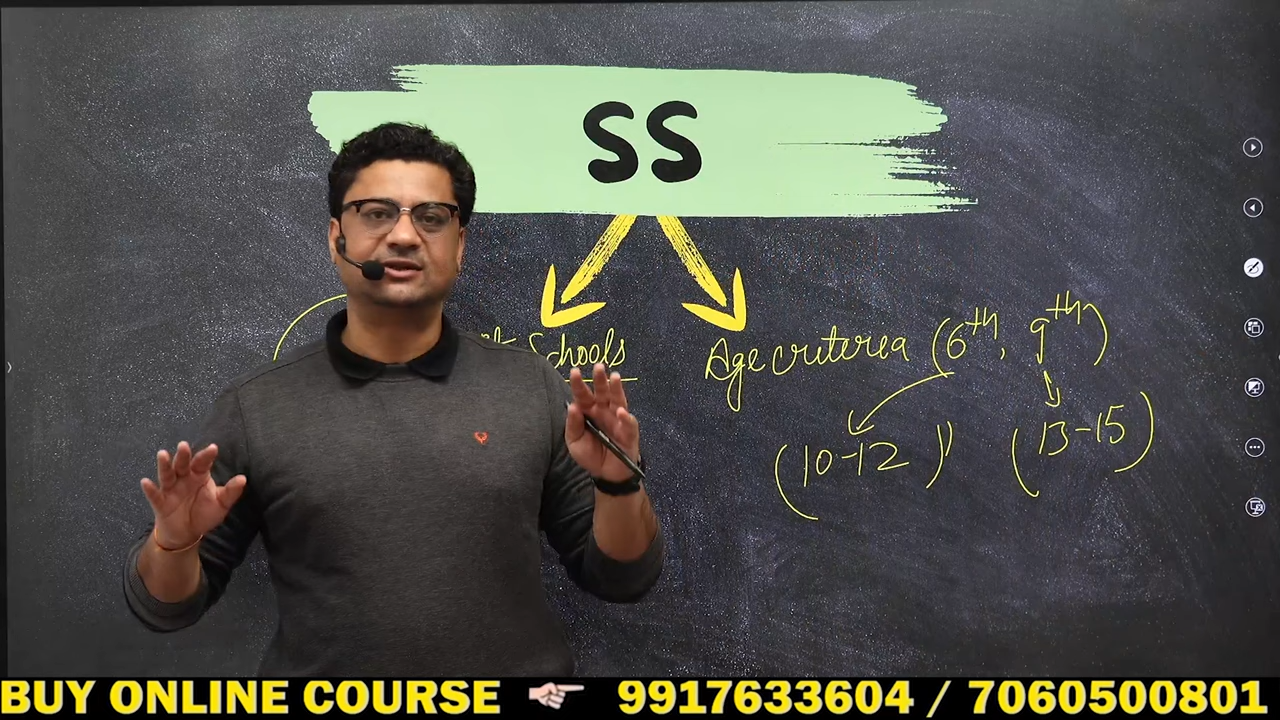 SS
Schools
Age criterea (6th, 9th)
(10-12) (13-15)
BUY ONLINE COURSE 9917633604 / 7060500801